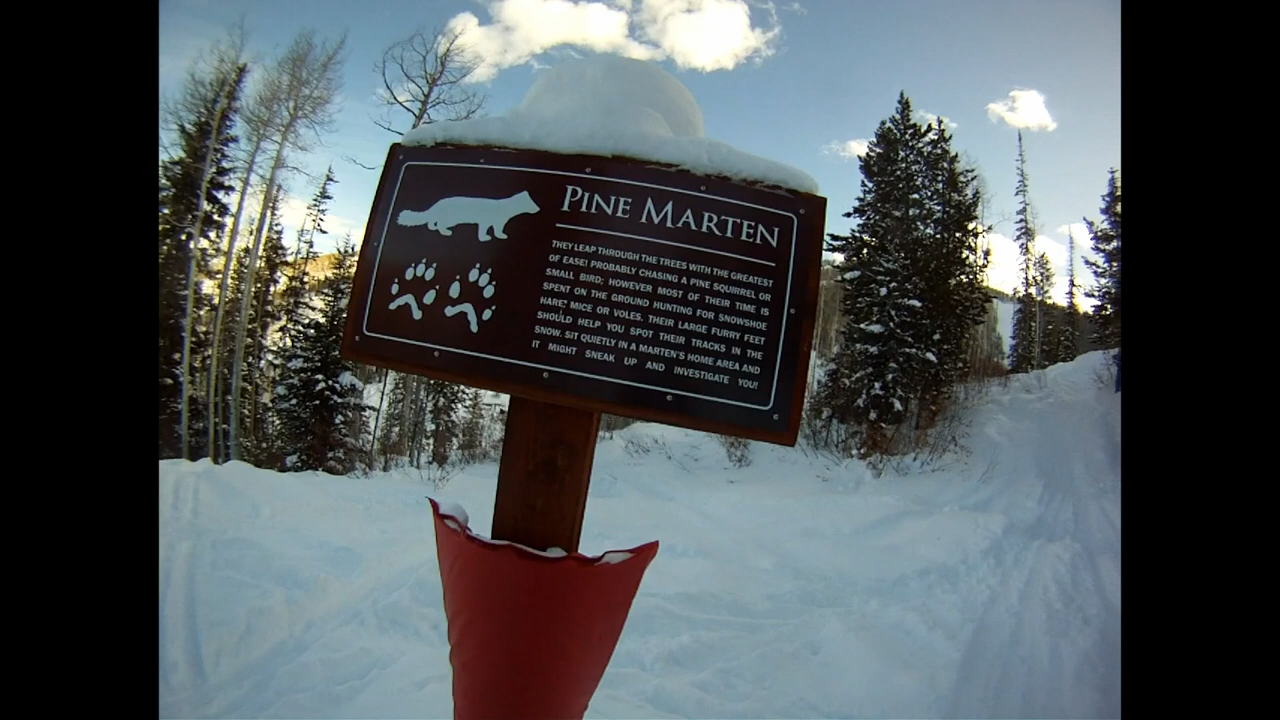 PINE MARTEN
THEY LEAP THROUGH THE TREES WITH THE GREATEST
OF EASE! PROBABLY CHASING A PINE SQUIRREL OR
SMALL BIRD; HOWEVER MOST OF THEIR TIME IS
SPENT ON THE GROUND HUNTING FOR SNOWSHOE
HARE, MICE OR VOLES. THEIR LARGE FURRY FEET
SHOULD HELP YOU SPOT THEIR TRACKS IN THE
SNOW. SIT QUIETLY IN A MARTEN'S HOME AREA AND
IT MIGHT SNEAK UP AND INVESTIGATE YOU!